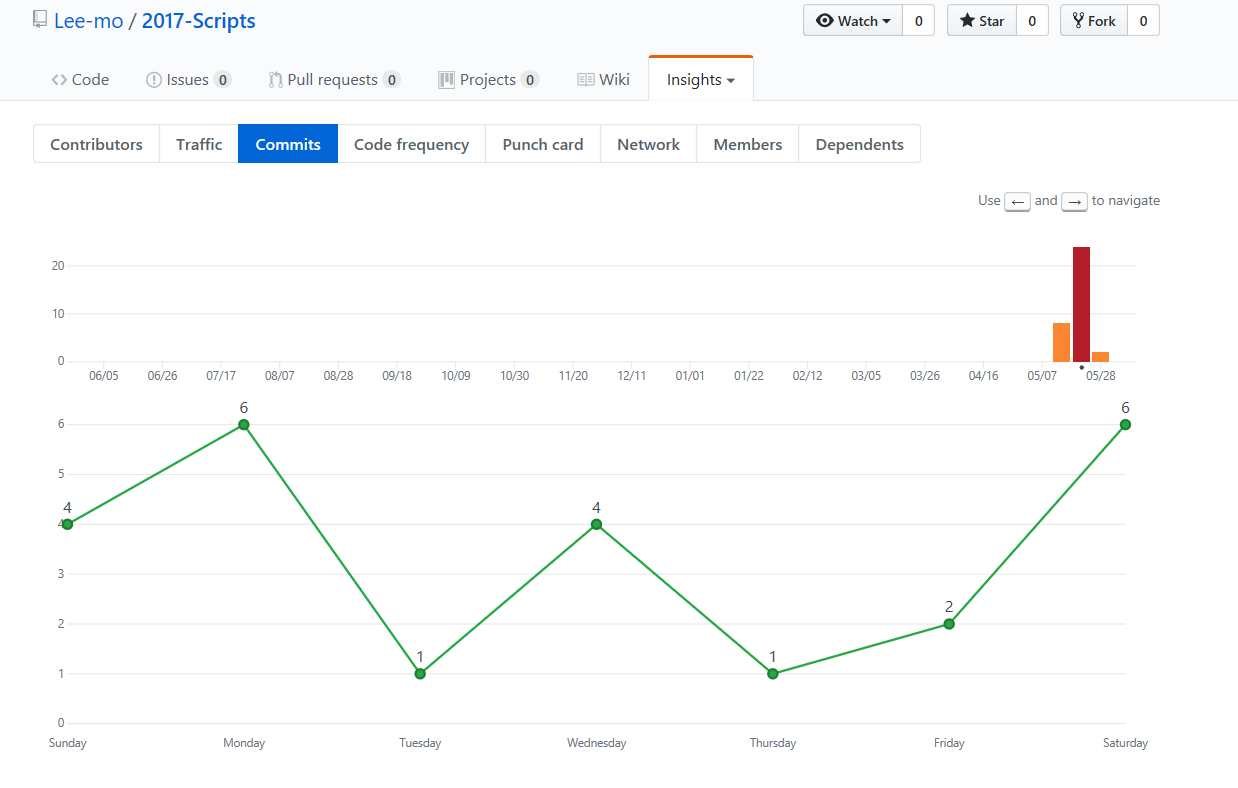 Lee-mo / 2017-Scripts Watch 0 Star 0 Fork 0
Code Issues 0 Pull requests 0 Projects 0 Wiki Insights
Contributors Traffic Commits Code frequency Punch card Network Members Dependents
Use ← and → to navigate
20
10
0
06/05 06/26 07/17 08/07 08/28 09/18 10/09 10/30 11/20 12/11 01/01 01/22 02/12 03/05 03/26 04/16 05/07 05/28
6 6
6
5
4 4
4
3
2
2
1 1
1
0
Sunday Monday Tuesday Wednesday Thursday Friday Saturday